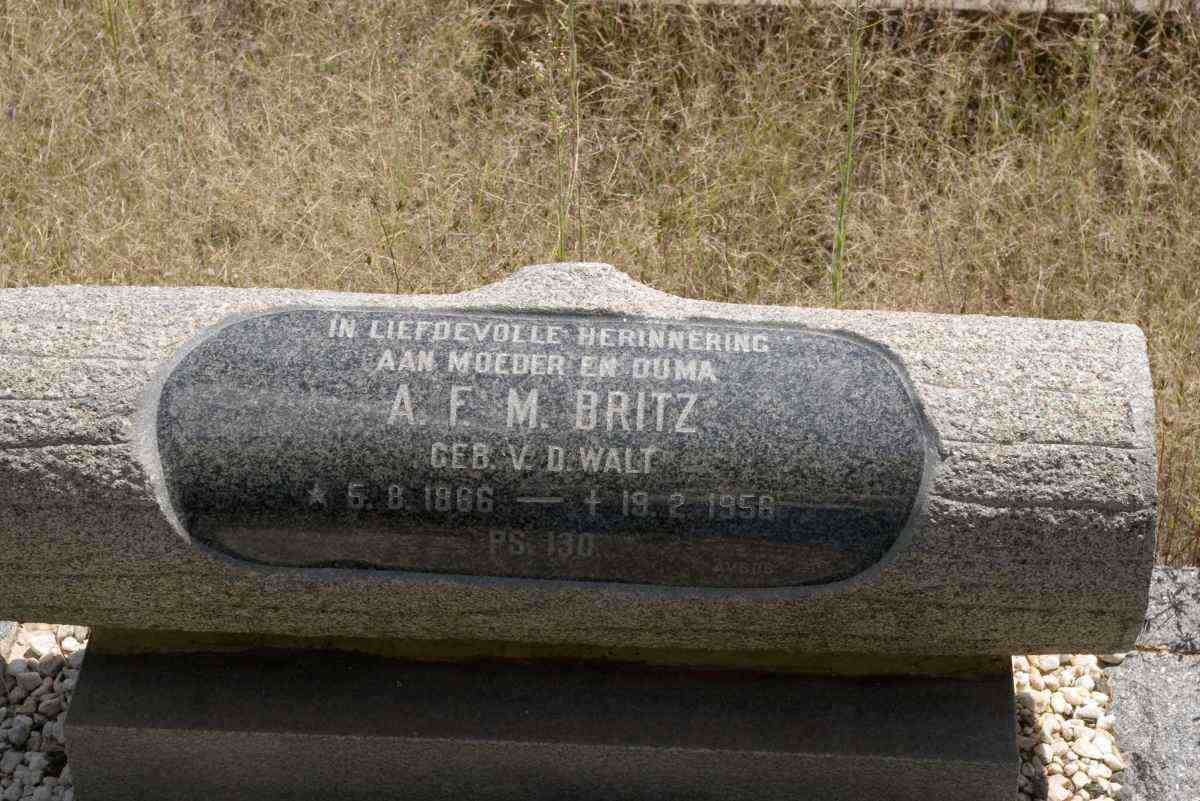 IN LIEFDEVOLLE HERINNERING
AAN MOEDER EN OUMA
A. F. M. BRITZ
GEB. V. D. WALT
★ 5. 8. 1866 — + 19. 2. 1956
PS. 130